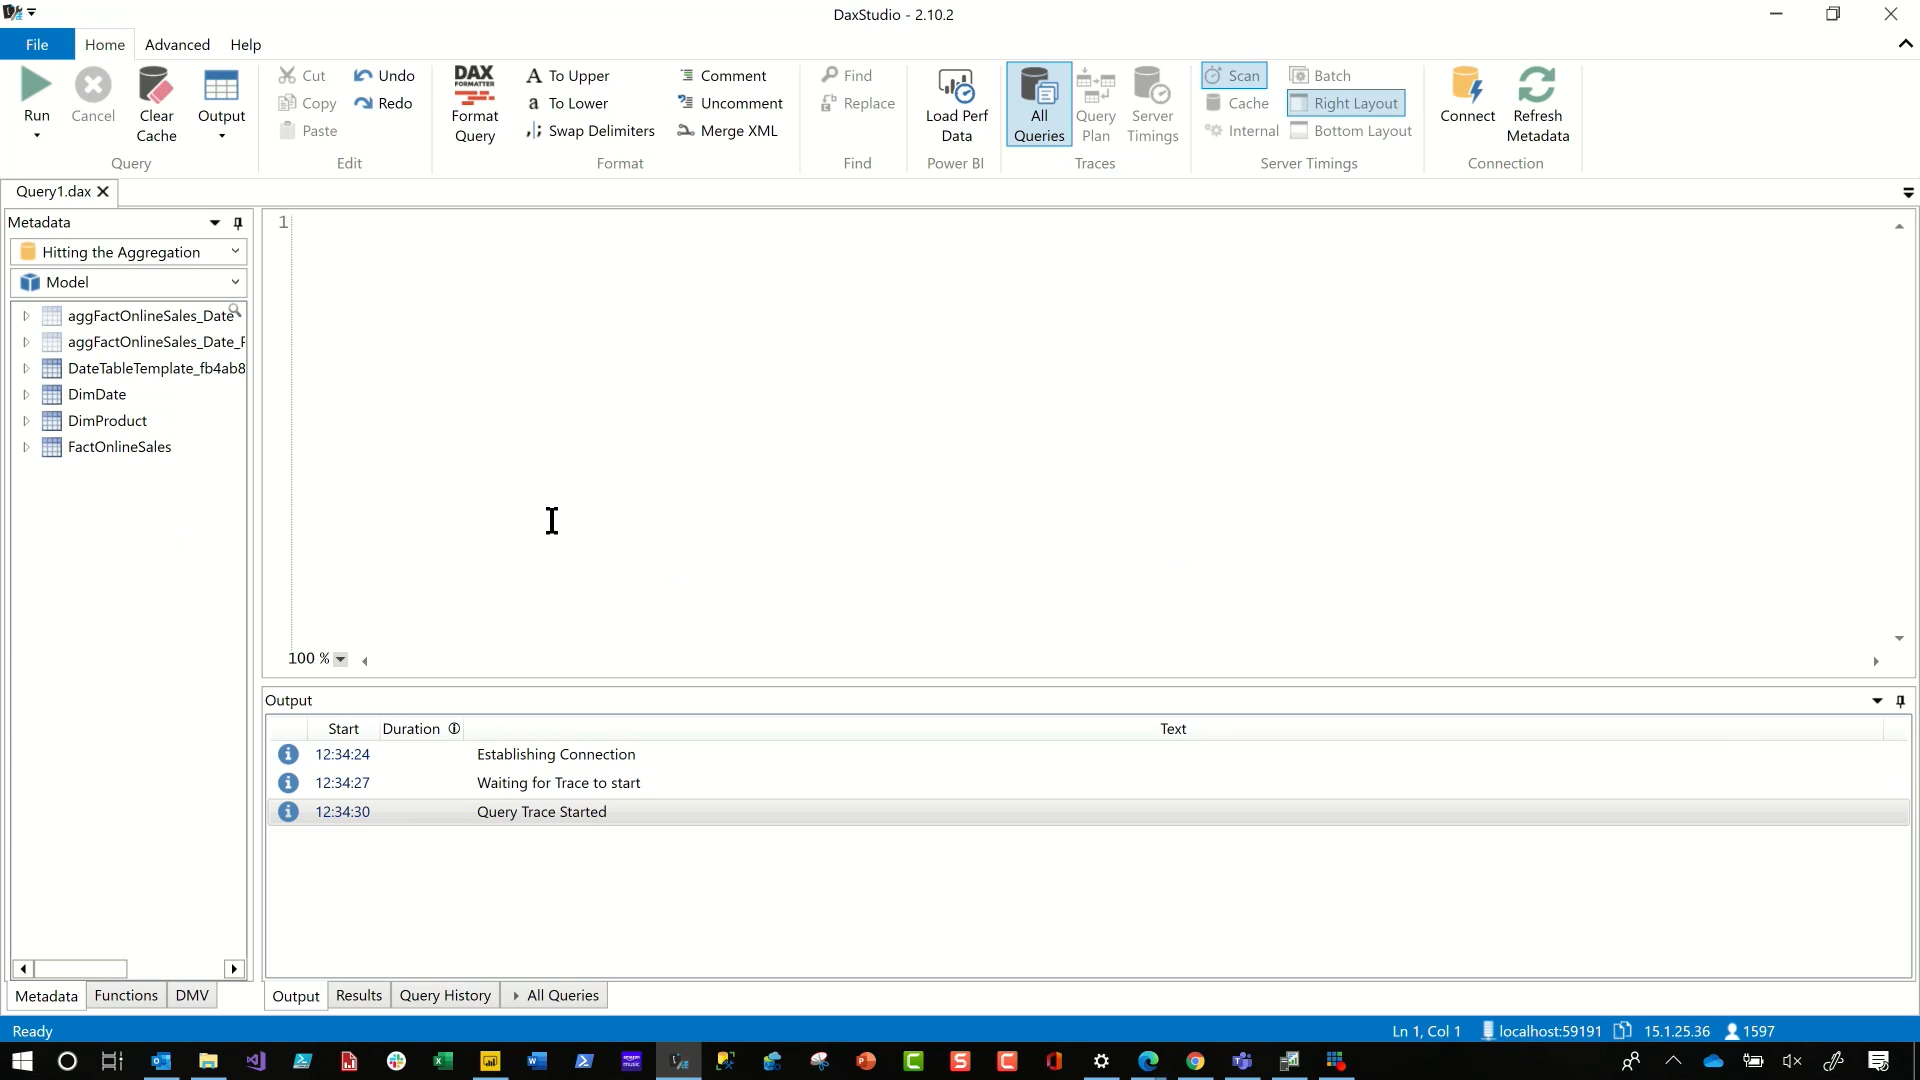 DaxStudio - 2.10.2
File Home Advanced Help
Run Cancel Clear Cache Output
Query
Cut Undo
Copy Redo
Paste
Edit
DAX FORMATTER
Format Query
To Upper Comment
To Lower Uncomment
Swap Delimiters Merge XML
Format
Find
Replace
Find
Load Perf Data
Power BI
All Queries Query Plan Server Timings
Traces
Scan Batch
Cache Right Layout
Internal Bottom Layout
Server Timings
Connect Refresh Metadata
Connection
Query1.dax
Metadata
Hitting the Aggregation
Model
aggFactOnlineSales_Date
aggFactOnlineSales_Date_F
DateTableTemplate_fb4ab8
DimDate
DimProduct
FactOnlineSales
Metadata Functions DMV
1
100 %
Output
Start Duration Text
12:34:24 Establishing Connection
12:34:27 Waiting for Trace to start
12:34:30 Query Trace Started
Output Results Query History All Queries
Ready Ln 1, Col 1 localhost:59191 15.1.25.36 1597